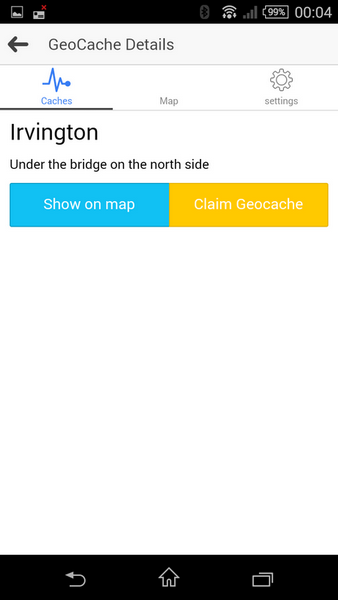 99% 00:04
GeoCache Details
Caches Map settings
Irvington
Under the bridge on the north side
Show on map Claim Geocache